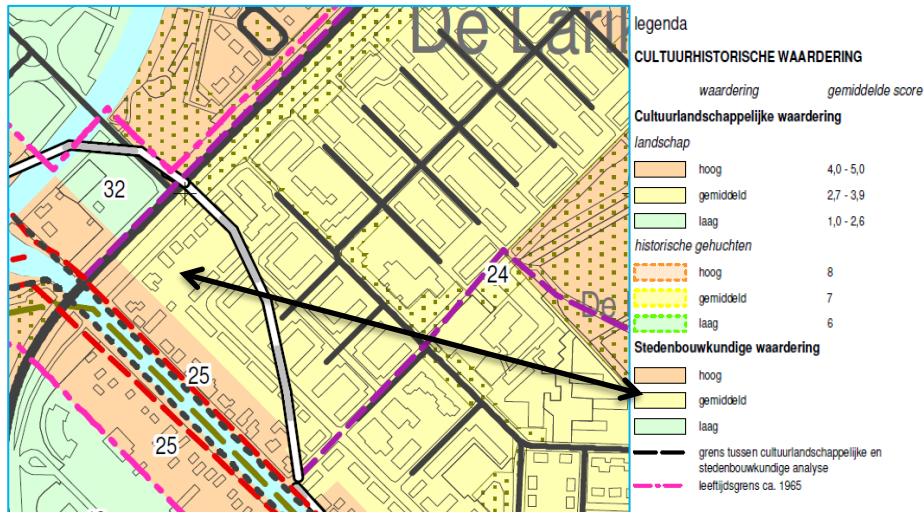 De Lari
32
24
De
25
25
legenda
CULTUURHISTORISCHE WAARDERING
waardering gemiddelde score
Cultuurlandschappelijke waardering
landschap
hoog 4,0 - 5,0
gemiddeld 2,7 - 3,9
laag 1,0 - 2,6
historische gehuchten
hoog 8
gemiddeld 7
laag 6
Stedenbouwkundige waardering
hoog
gemiddeld
laag
grens tussen cultuurlandschappelijke en
stedenbouwkundige analyse
leeftijdsgrens ca. 1965